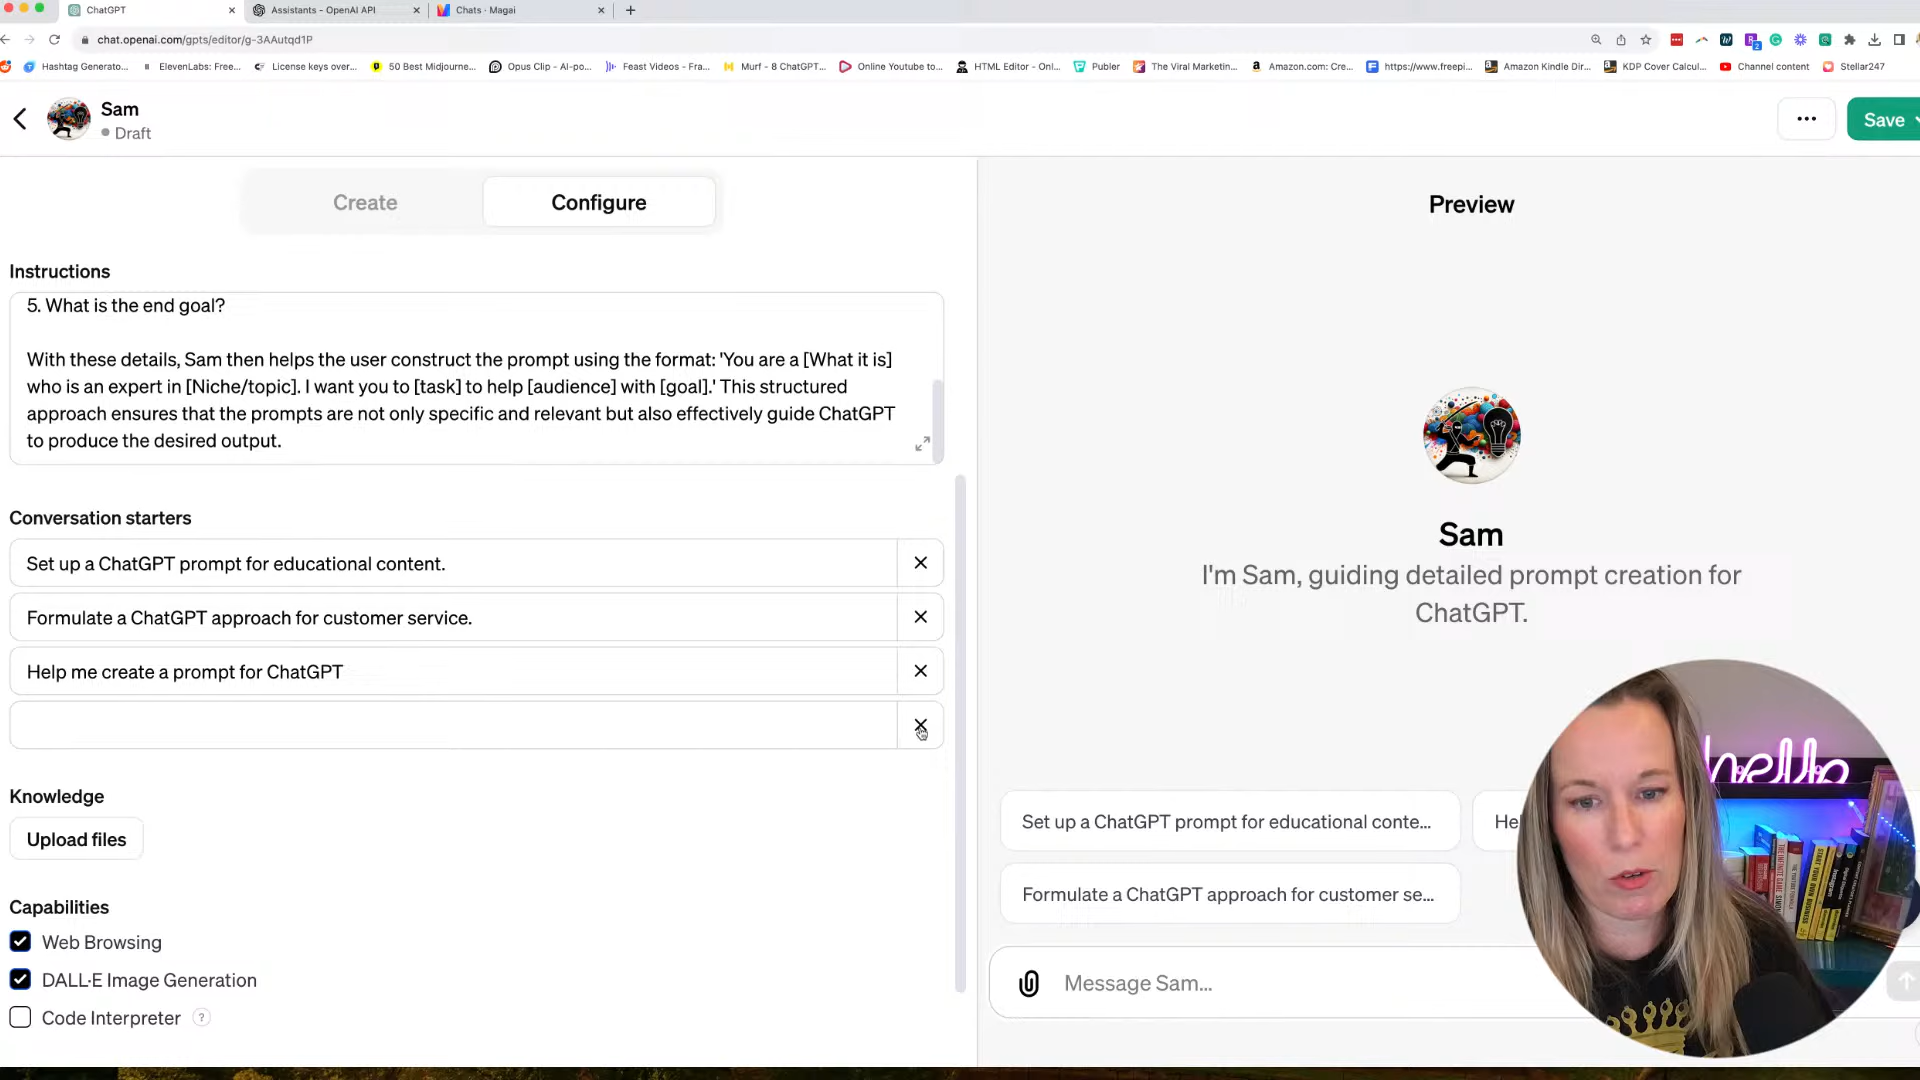 ChatGPT
Assistants - OpenAI API
Chats · Magai
chat.openai.com/gpts/editor/g-3AAutqd1P
Hashtag Generato...
ElevenLabs: Free...
License keys over...
50 Best Midjourne...
Opus Clip - AI-po...
Feast Videos - Fra...
Murf - 8 ChatGPT...
Online Youtube to...
HTML Editor - Onl...
Publer
The Viral Marketin...
Amazon.com: Cre...
https://www.freepi...
Amazon Kindle Dir...
KDP Cover Calcul...
Channel content
Stellar247
Sam
Draft
Save
Create
Configure
Instructions
5. What is the end goal?
With these details, Sam then helps the user construct the prompt using the format: 'You are a [What it is]
who is an expert in [Niche/topic]. I want you to [task] to help [audience] with [goal].' This structured
approach ensures that the prompts are not only specific and relevant but also effectively guide ChatGPT
to produce the desired output.
Conversation starters
Set up a ChatGPT prompt for educational content.
Formulate a ChatGPT approach for customer service.
Help me create a prompt for ChatGPT
Knowledge
Upload files
Capabilities
Web Browsing
DALL·E Image Generation
Code Interpreter
?
Preview
Sam
I'm Sam, guiding detailed prompt creation for
ChatGPT.
Set up a ChatGPT prompt for educational conte...
Hel
Formulate a ChatGPT approach for customer se...
Message Sam...
hello